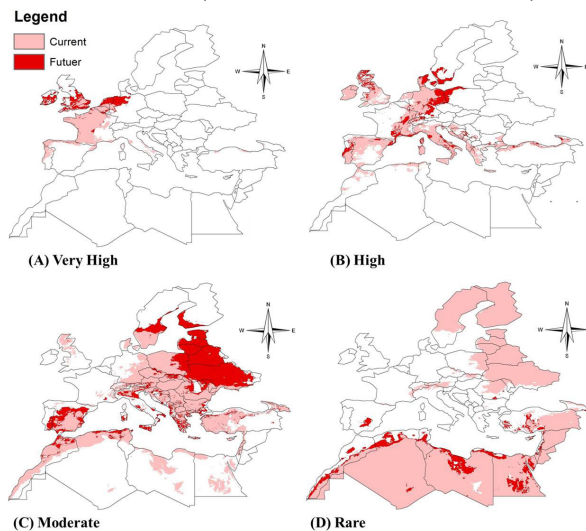 Legend
Current
Futuer
N
W E
S
N
W E
S
(A) Very High
(B) High
N
W E
S
N
W E
S
(C) Moderate
(D) Rare